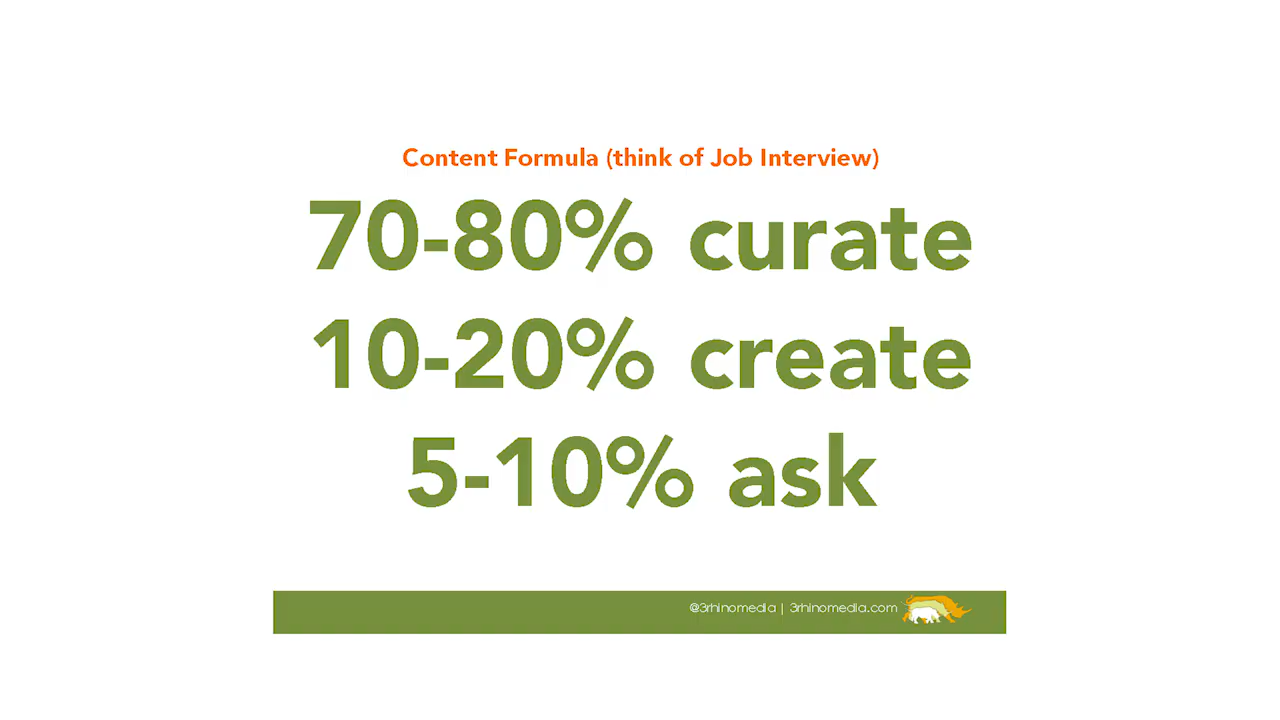 Content Formula (think of Job Interview)
70-80% curate
10-20% create
5-10% ask
@3rhinomedia | 3rhinomedia.com